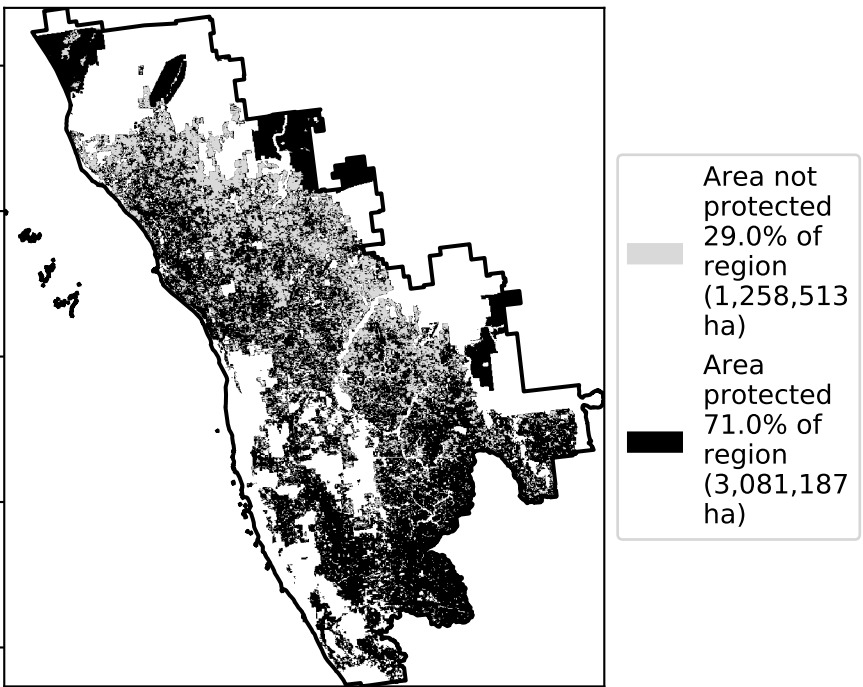 Area not
protected
29.0% of
region
(1,258,513
ha)
Area
protected
71.0% of
region
(3,081,187
ha)